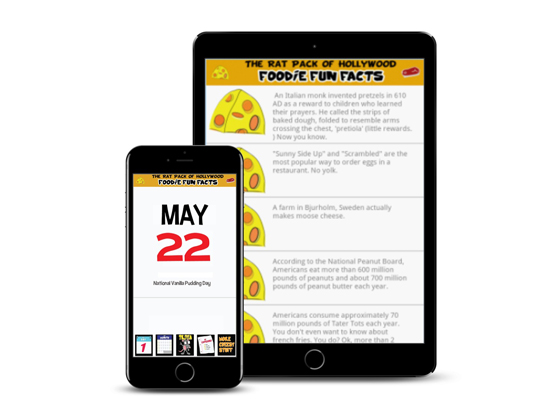 THE RAT PACK OF HOLLYWOOD
FOODIE FUN FACTS
An Italian monk invented pretzels in 610
AD as a reward to children who learned
their prayers. He called the strips of
baked dough, folded to resemble arms
crossing the chest, 'pretiola' (little rewards.
) Now you know.
"Sunny Side Up" and "Scrambled" are the
most popular way to order eggs in a
restaurant. No yolk.
A farm in Bjurholm, Sweden actually
makes moose cheese.
According to the National Peanut Board,
Americans eat more than 600 million
pounds of peanuts and about 700 million
pounds of peanut butter each year.
Americans consume approximately 70
million pounds of Tater Tots each year.
You don't even want to know about
french fries. You do? Ok, more than 2
THE RAT PACK OF HOLLYWOOD
FOODIE FUN FACTS
MAY
22
National Vanilla Pudding Day
1